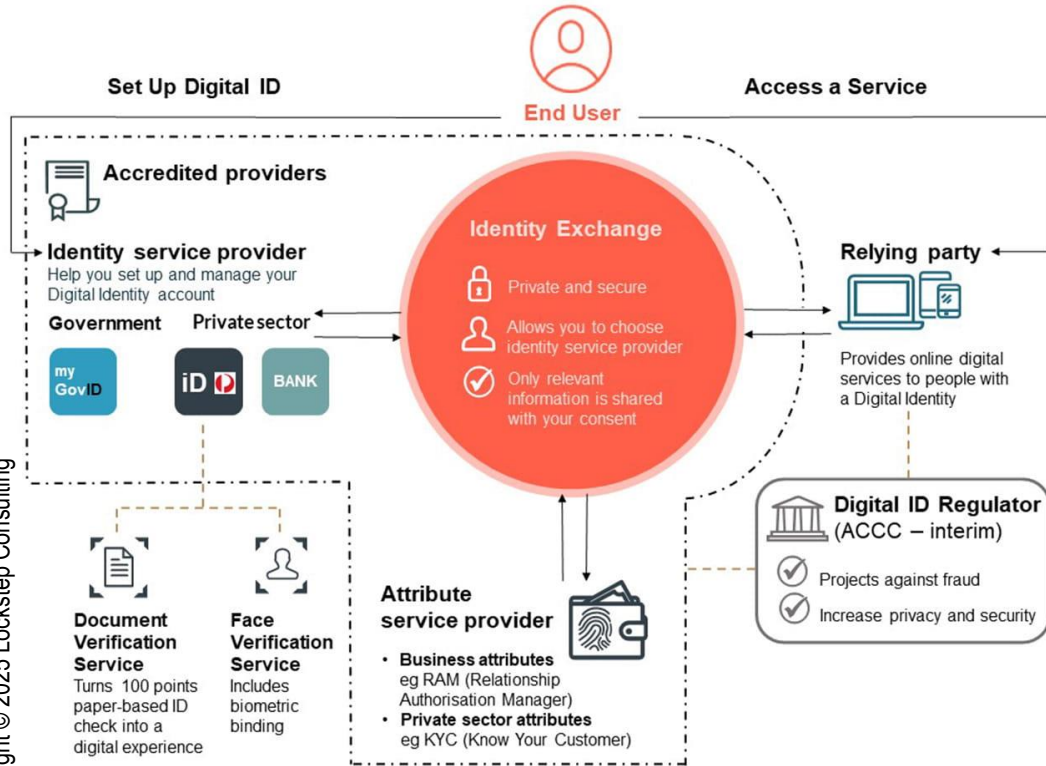 Set Up Digital ID
End User
Access a Service
Accredited providers
Identity service provider
Help you set up and manage your
Digital Identity account
Government
Private sector
my
GovID
iD
BANK
Identity Exchange
Private and secure
Allows you to choose
identity service provider
Only relevant
information is shared
with your consent
Relying party
Provides online digital
services to people with
a Digital Identity
Digital ID Regulator
(ACCC – interim)
Projects against fraud
Increase privacy and security
Document
Verification
Service
Turns 100 points
paper-based ID
check into a
digital experience
Face
Verification
Service
Includes
biometric
binding
Attribute
service provider
• Business attributes
eg RAM (Relationship
Authorisation Manager)
• Private sector attributes
eg KYC (Know Your Customer)
© 2025 Lockstep Consulting